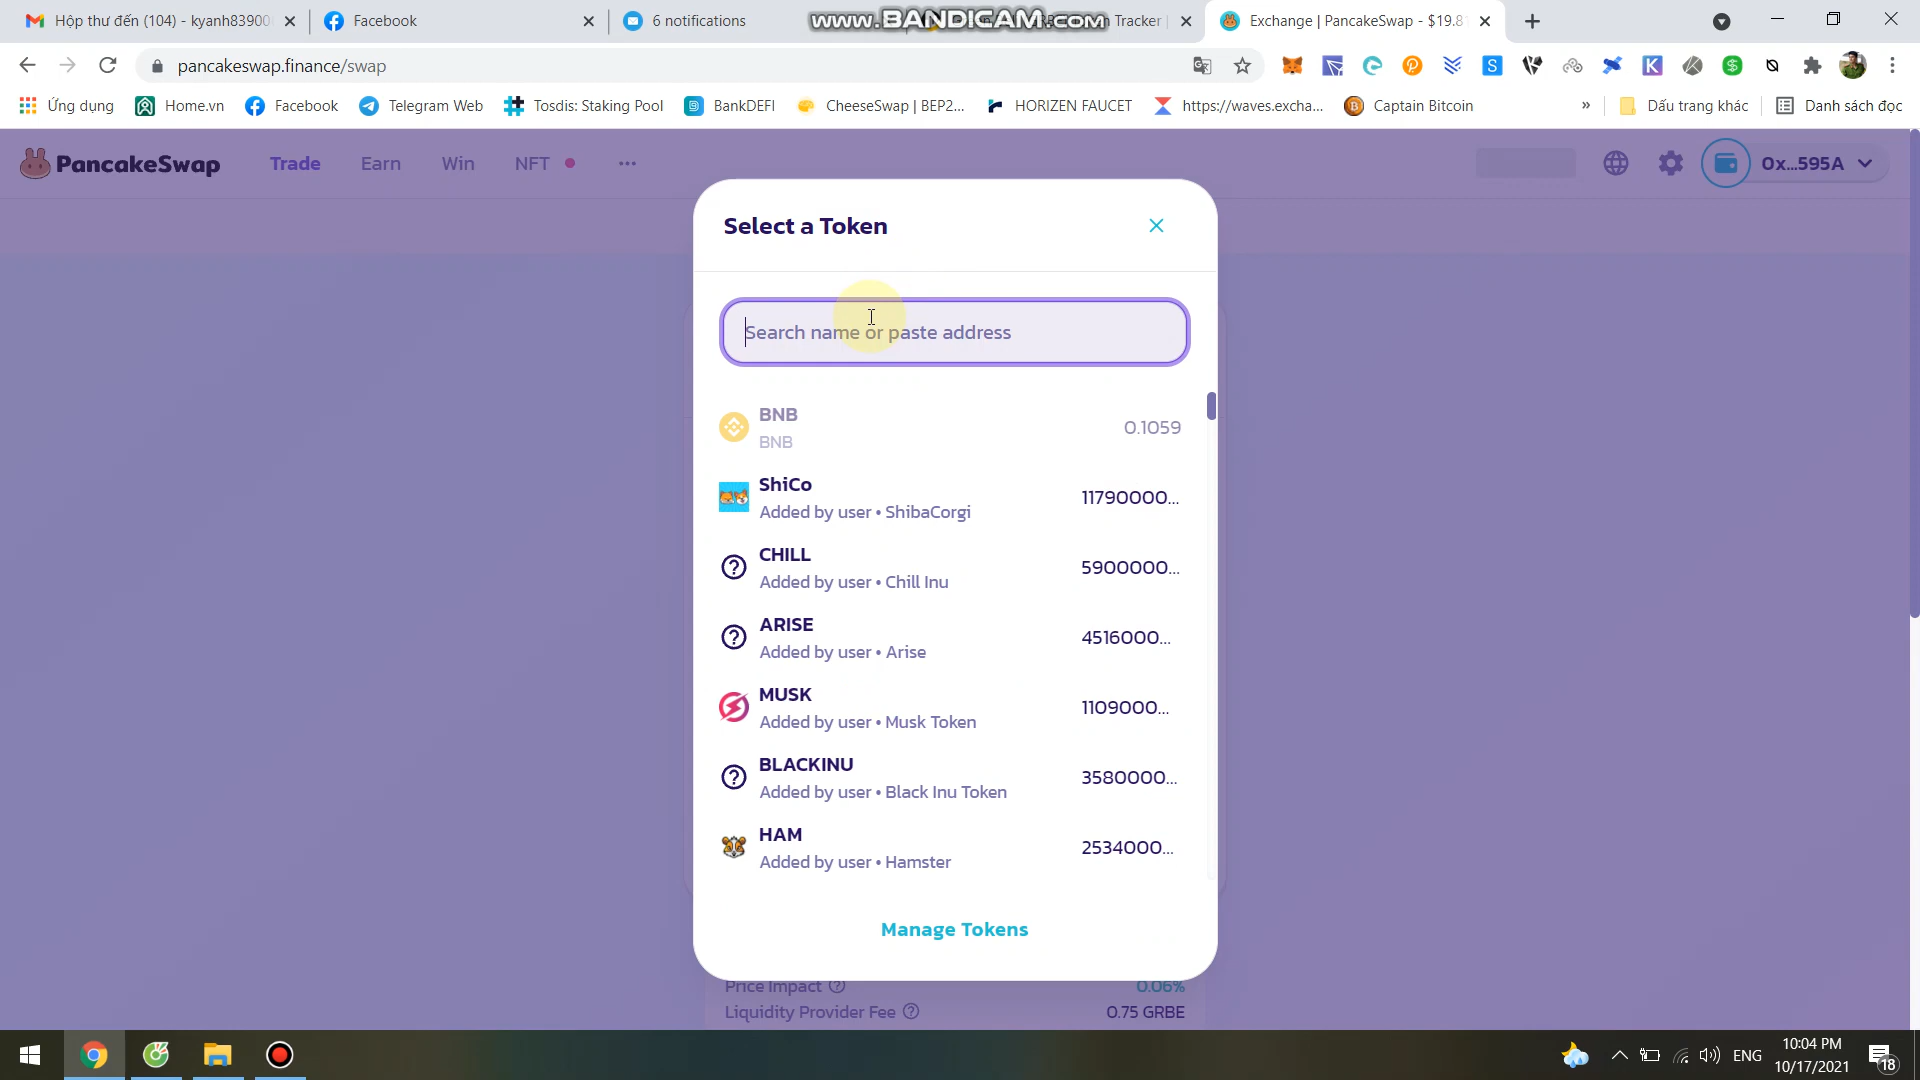 Hộp thư đến (104) - kyanh83900
Facebook
6 notifications
www.BANDICAM.com
Tracker
Exchange | PancakeSwap - $19.8
pancakeswap.finance/swap
Ứng dụng
Home.vn
Facebook
Telegram Web
Tosdis: Staking Pool
BankDEFI
CheeseSwap | BEP2...
HORIZEN FAUCET
https://waves.excha...
Captain Bitcoin
»
Dấu trang khác
Danh sách đọc
PancakeSwap
Trade
Earn
Win
NFT
0x...595A
Select a Token
Search name or paste address
BNB
BNB
0.1059
ShiCo
Added by user • ShibaCorgi
11790000...
CHILL
Added by user • Chill Inu
5900000...
ARISE
Added by user • Arise
4516000...
MUSK
Added by user • Musk Token
1109000...
BLACKINU
Added by user • Black Inu Token
3580000...
HAM
Added by user • Hamster
2534000...
Manage Tokens
Price Impact
0.06%
Liquidity Provider Fee
0.75 GRBE
ENG
10:04 PM
10/17/2021
18